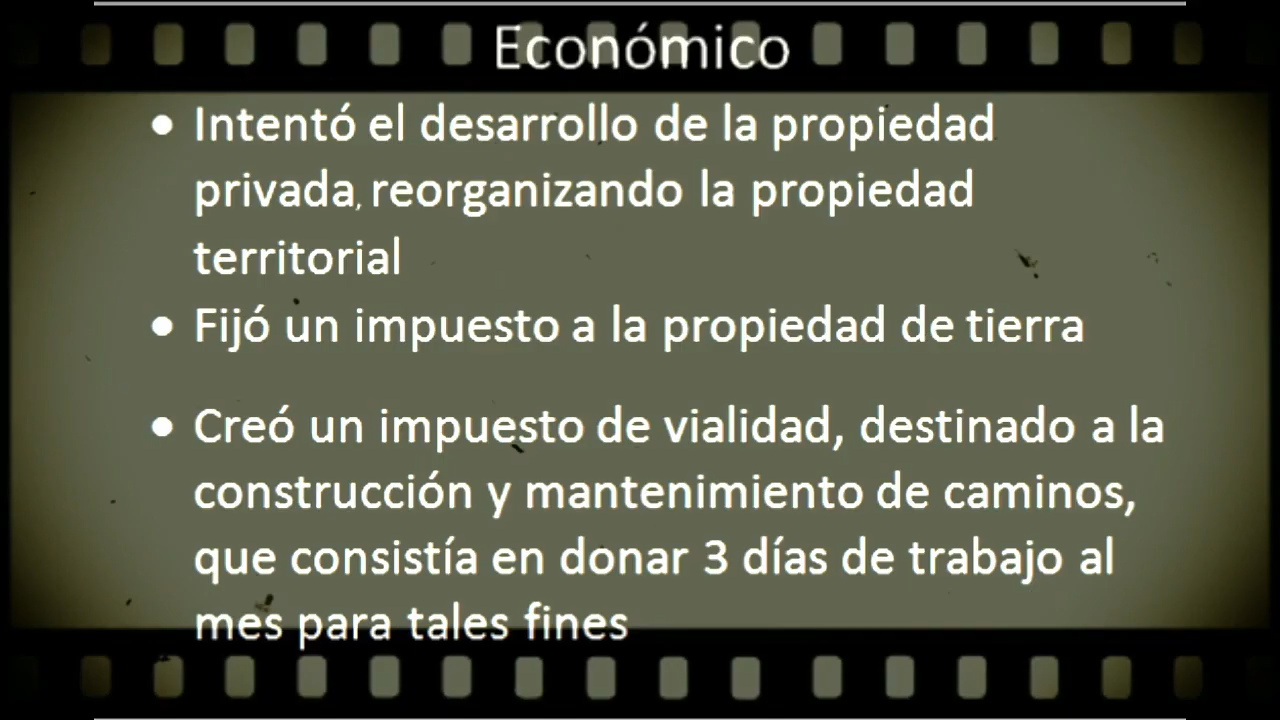 Económico
• Intentó el desarrollo de la propiedad
privada, reorganizando la propiedad
territorial
• Fijó un impuesto a la propiedad de tierra
• Creó un impuesto de vialidad, destinado a la
construcción y mantenimiento de caminos,
que consistía en donar 3 días de trabajo al
mes para tales fines